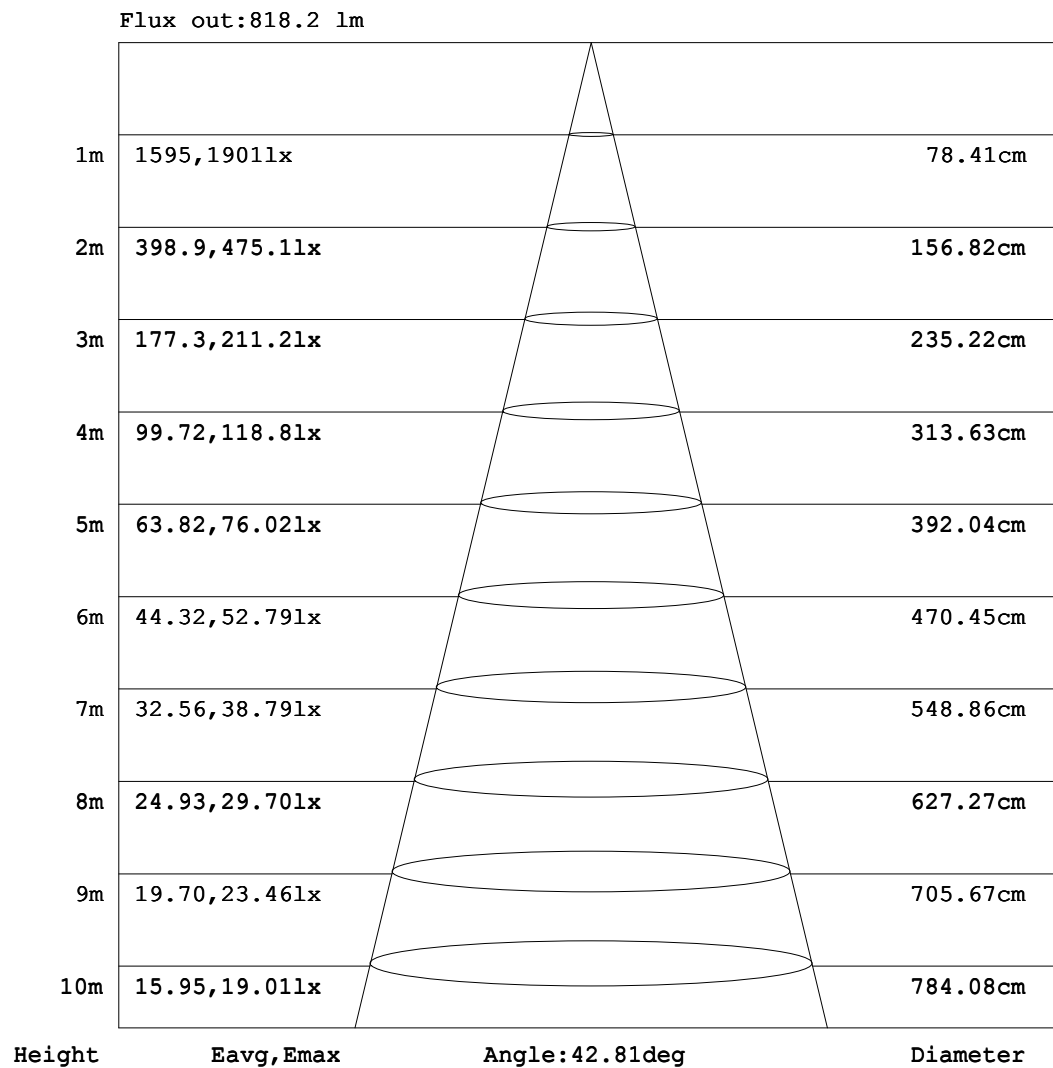 Flux out:818.2 lm
1m 1595,1901lx 78.41cm
2m 398.9,475.1lx 156.82cm
3m 177.3,211.2lx 235.22cm
4m 99.72,118.8lx 313.63cm
5m 63.82,76.02lx 392.04cm
6m 44.32,52.79lx 470.45cm
7m 32.56,38.79lx 548.86cm
8m 24.93,29.70lx 627.27cm
9m 19.70,23.46lx 705.67cm
10m 15.95,19.01lx 784.08cm
Height Eavg,Emax Angle:42.81deg Diameter